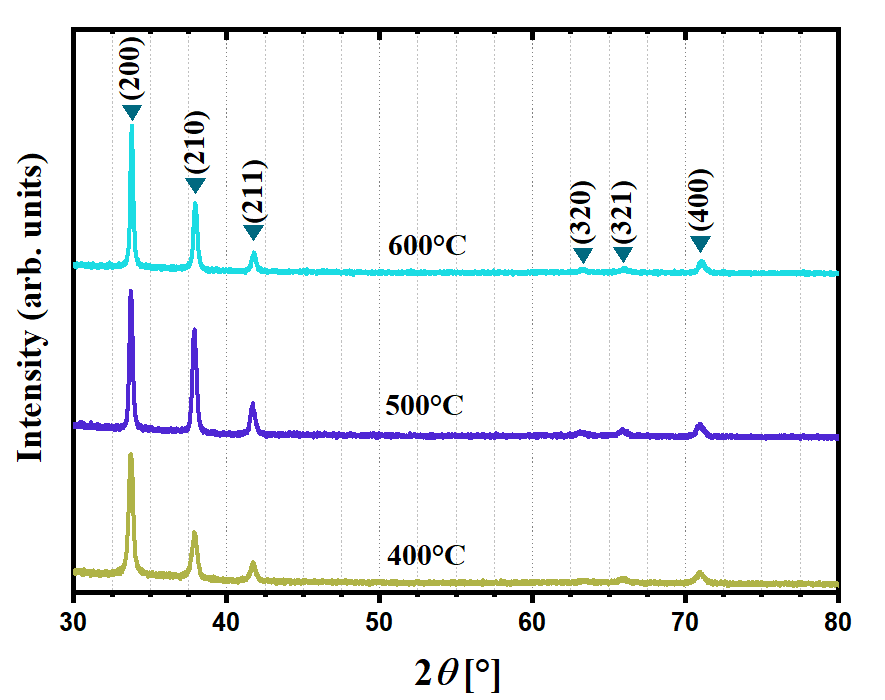 (200)
(210)
(211)
(320)
(321)
(400)
600°C
500°C
400°C
Intensity (arb. units)
30 40 50 60 70 80
2θ [°]